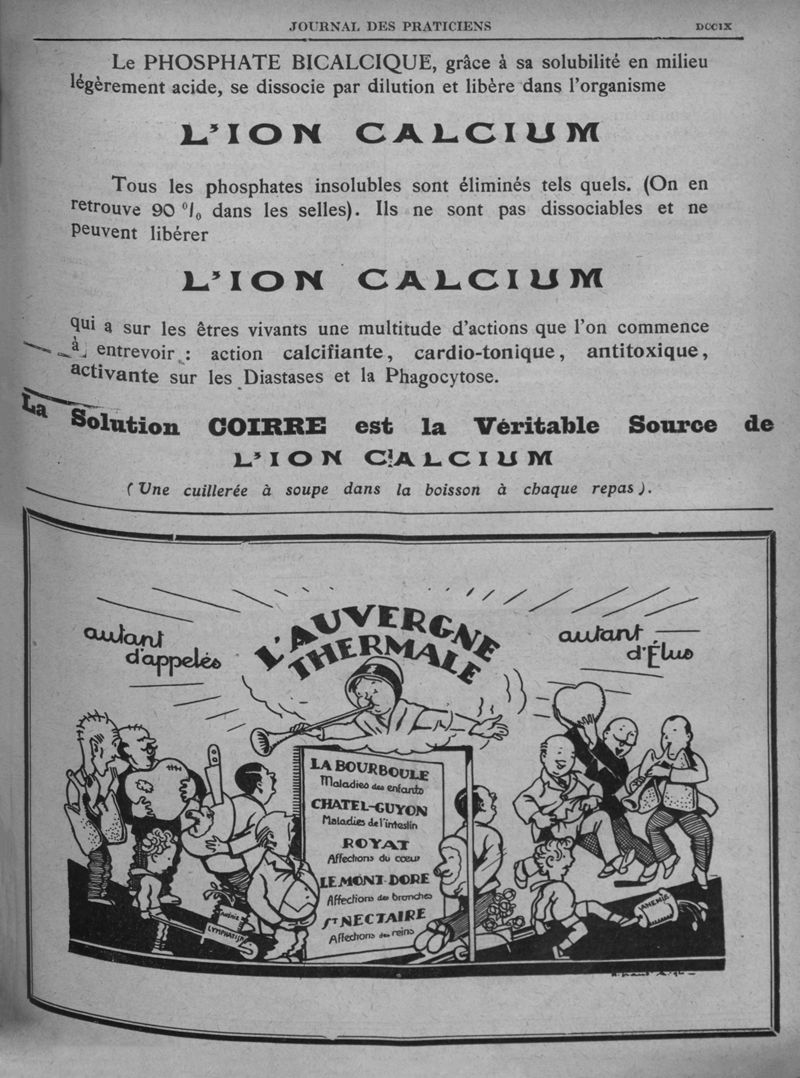 JOURNAL DES PRATICIENS
DCCIX
Le PHOSPHATE BICALCIQUE, grâce à sa solubilité en milieu
légèrement acide, se dissocie par dilution et libère dans l'organisme
L'ION CALCIUM
Tous les phosphates insolubles sont éliminés tels quels. (On en
retrouve 90 % dans les selles). Ils ne sont pas dissociables et ne
peuvent libérer
L'ION CALCIUM
qui a sur les êtres vivants une multitude d'actions que l'on commence
à entrevoir : action calcifiante, cardio-tonique, antitoxique,
activante sur les Diastases et la Phagocytose.
La Solution COIRRE est la Véritable Source de
L'ION CALCIUM
(Une cuillerée à soupe dans la boisson à chaque repas).
autant
d'appelés
L'AUVERGNE
THERMALE
autant
d'Élus
LA BOURBOULE
Maladies des enfants
CHATEL-GUYON
Maladies de l'intestin
ROYAT
Affections du cœur
LE MONT-DORE
Affections des bronches
ST NECTAIRE
Affections des reins
ANEMIE